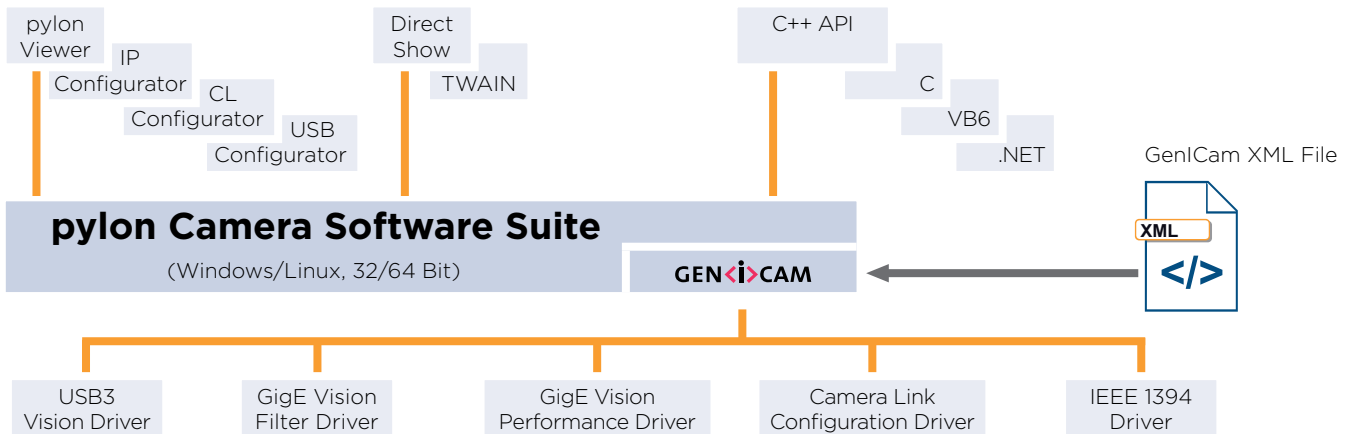 pylon
Viewer
IP
Configurator
CL
Configurator
USB
Configurator
Direct
Show
TWAIN
C++ API
C
VB6
.NET
GenICam XML File
XML
</>
pylon Camera Software Suite
(Windows/Linux, 32/64 Bit)
GEN<i>CAM
USB3
Vision Driver
GigE Vision
Filter Driver
GigE Vision
Performance Driver
Camera Link
Configuration Driver
IEEE 1394
Driver